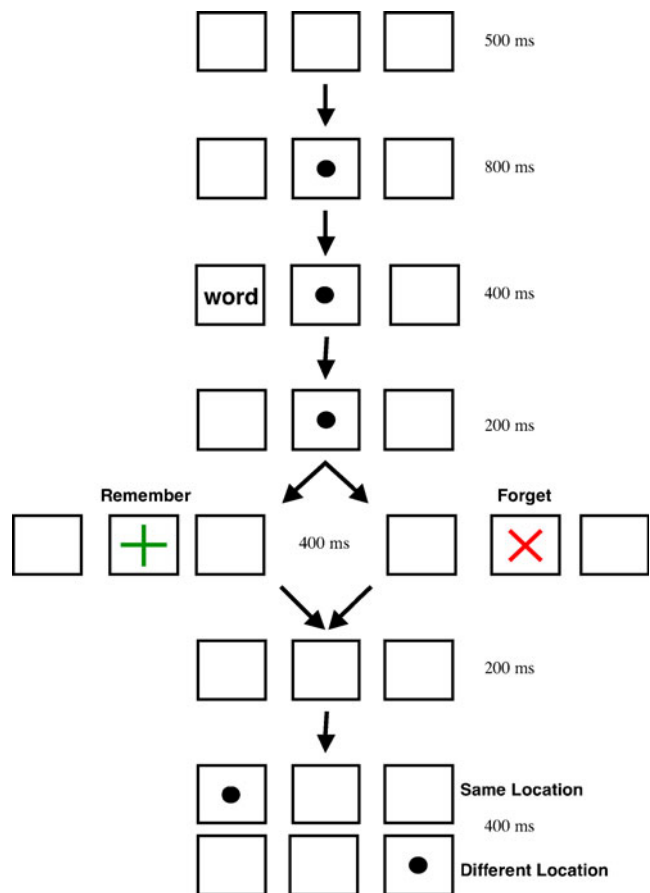 500 ms
800 ms
word
400 ms
200 ms
Remember
Forget
400 ms
200 ms
Same Location
400 ms
Different Location